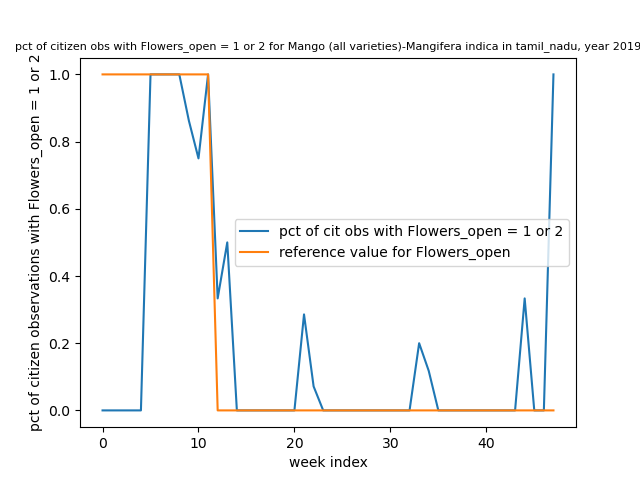 pct of citizen obs with Flowers_open = 1 or 2 for Mango (all varieties)-Mangifera indica in tamil_nadu, year 2019
pct of citizen observations with Flowers_open = 1 or 2
1.0
0.8
0.6
0.4
0.2
0.0
pct of cit obs with Flowers_open = 1 or 2
reference value for Flowers_open
0 10 20 30 40
week index